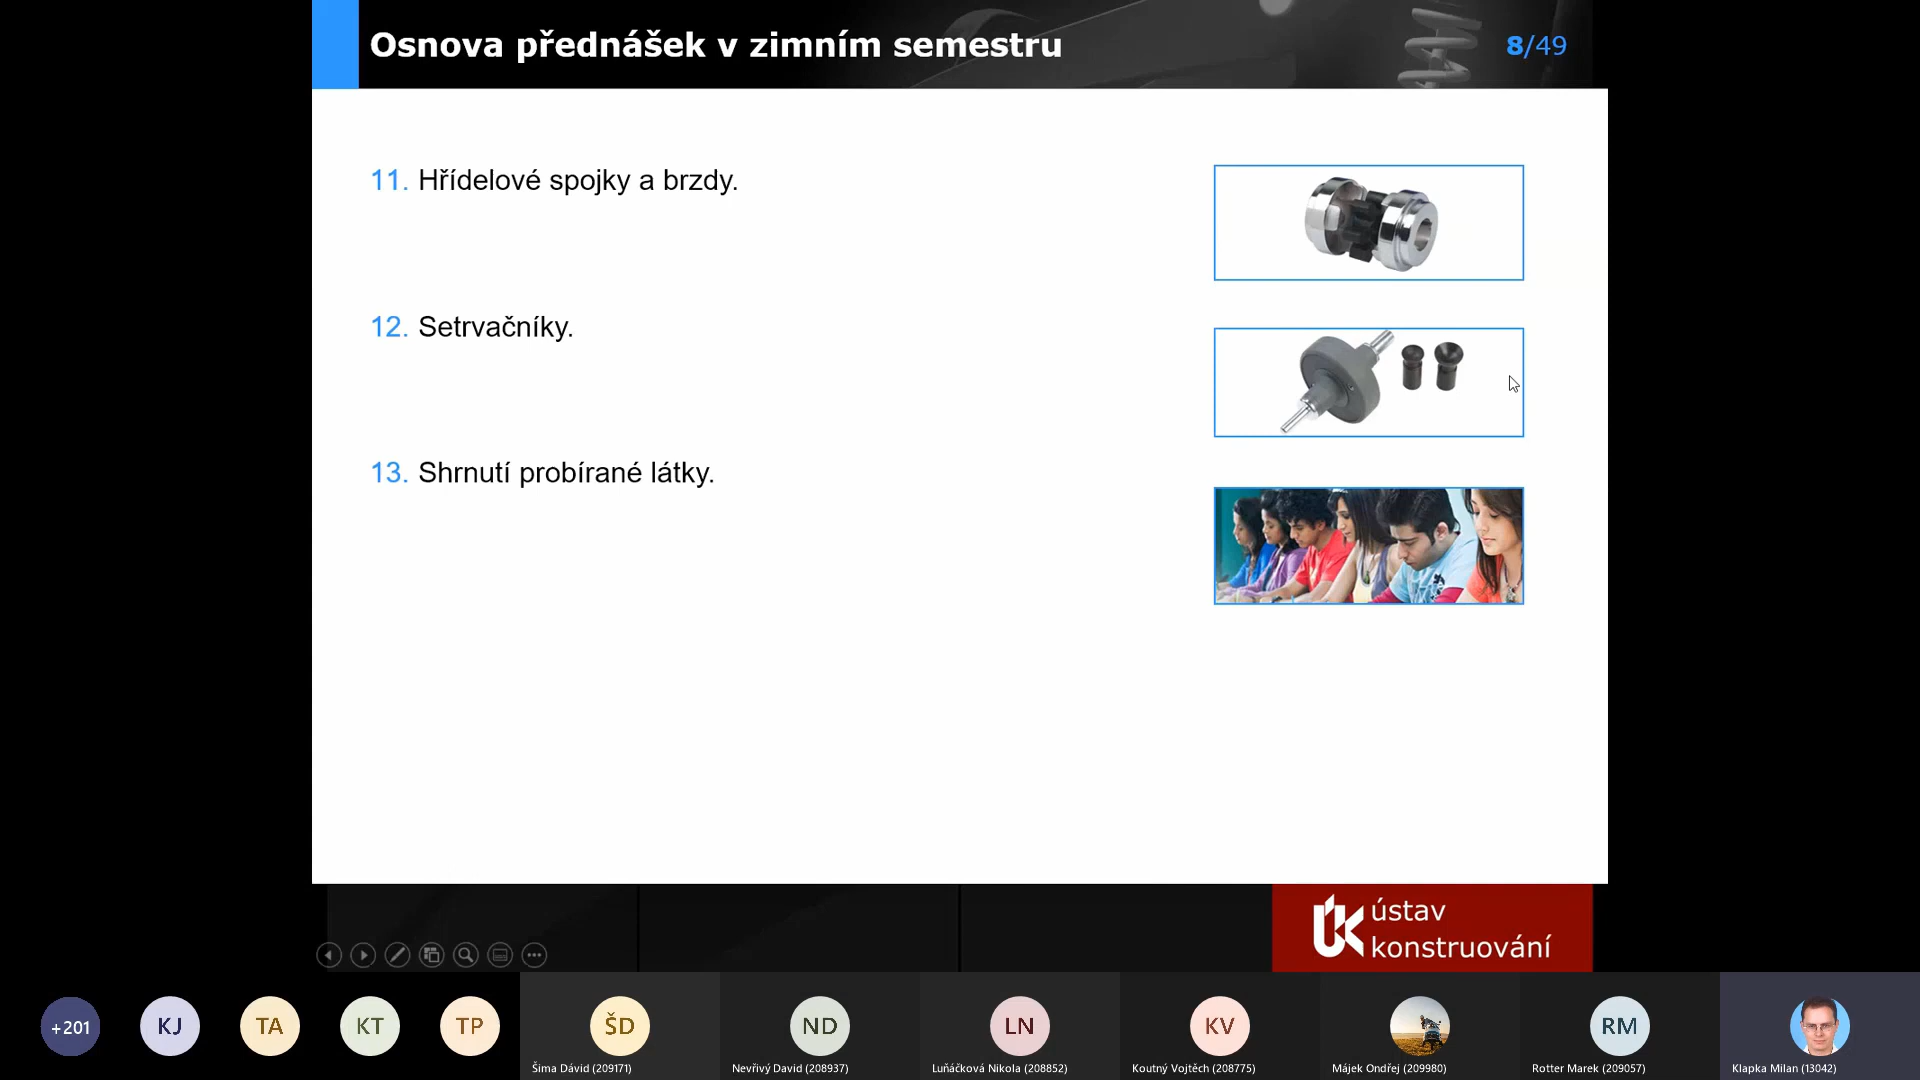 Osnova přednášek v zimním semestru
8/49
11. Hřídelové spojky a brzdy.
12. Setrvačníky.
13. Shrnutí probírané látky.
ústav
konstruování
+201
KJ
TA
KT
TP
ŠD
ND
LN
KV
RM
Šima Dávid (209171)
Nevřivý David (208937)
Luňáčková Nikola (208852)
Koutný Vojtěch (208775)
Májek Ondřej (209980)
Rotter Marek (209057)
Klapka Milan (13042)